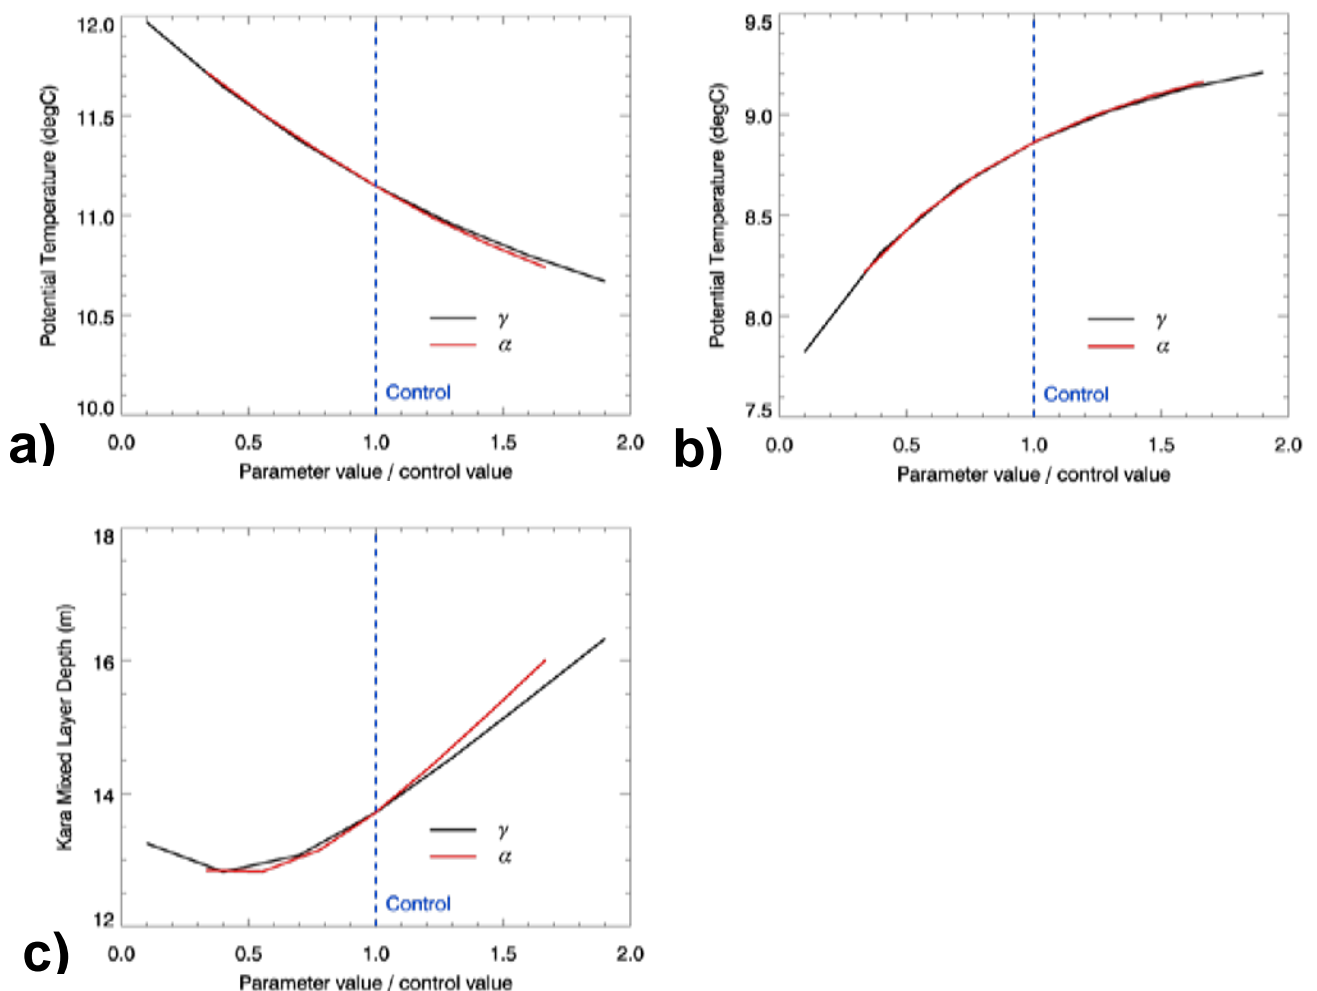 12.0
11.5
11.0
10.5
10.0
Potential Temperature (degC)
γ
α
Control
0.0 0.5 1.0 1.5 2.0
Parameter value / control value
a)
9.5
9.0
8.5
8.0
7.5
Potential Temperature (degC)
γ
α
Control
0.0 0.5 1.0 1.5 2.0
Parameter value / control value
b)
18
16
14
12
Kara Mixed Layer Depth (m)
γ
α
Control
0.0 0.5 1.0 1.5 2.0
Parameter value / control value
c)